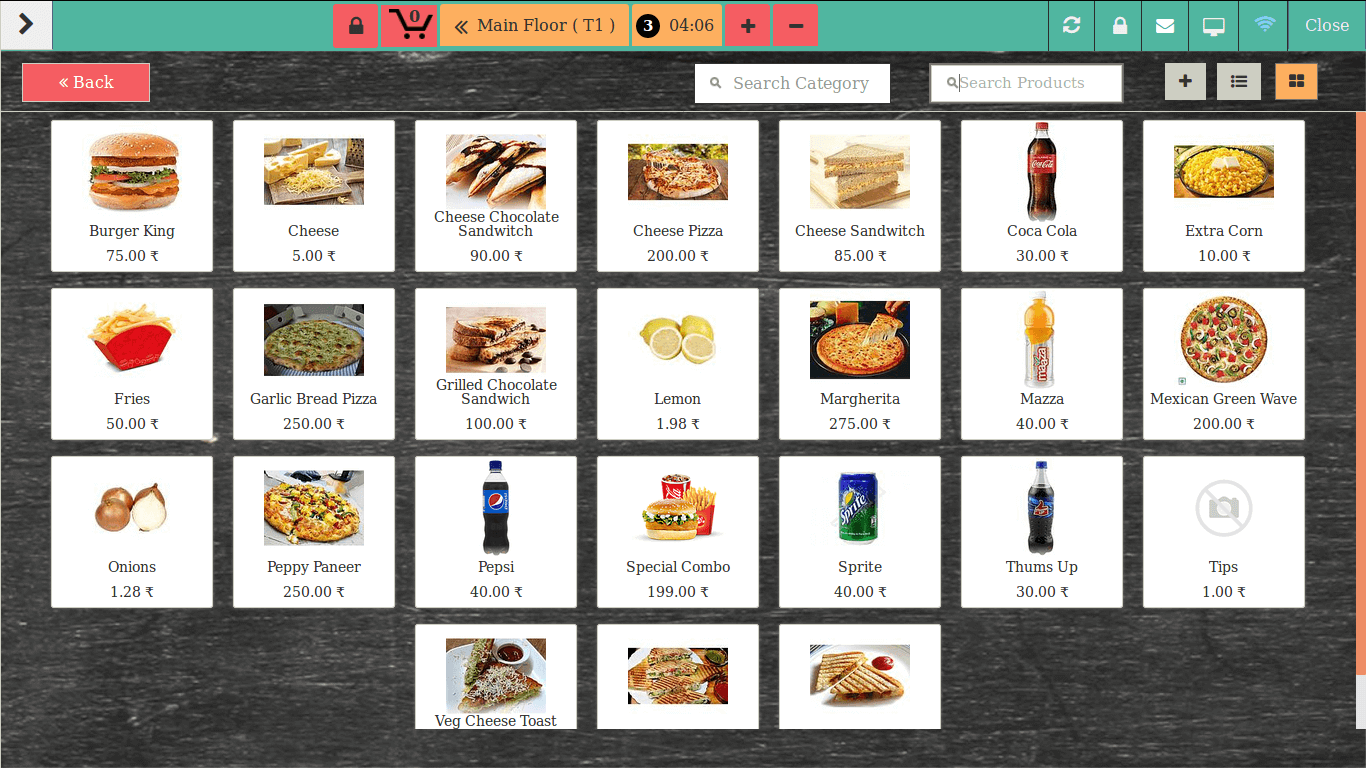 0
Main Floor ( T1 )
3
04:06
Close
Back
Search Category
Search Products
Burger King
75.00 ₹
Cheese
5.00 ₹
Cheese Chocolate
Sandwitch
90.00 ₹
Cheese Pizza
200.00 ₹
Cheese Sandwitch
85.00 ₹
Coca Cola
30.00 ₹
Extra Corn
10.00 ₹
Fries
50.00 ₹
Garlic Bread Pizza
250.00 ₹
Grilled Chocolate
Sandwich
100.00 ₹
Lemon
1.98 ₹
Margherita
275.00 ₹
Mazza
40.00 ₹
Mexican Green Wave
200.00 ₹
Onions
1.28 ₹
Peppy Paneer
250.00 ₹
Pepsi
40.00 ₹
Special Combo
199.00 ₹
Sprite
Sprite
40.00 ₹
Thums Up
30.00 ₹
Tips
1.00 ₹
Veg Cheese Toast